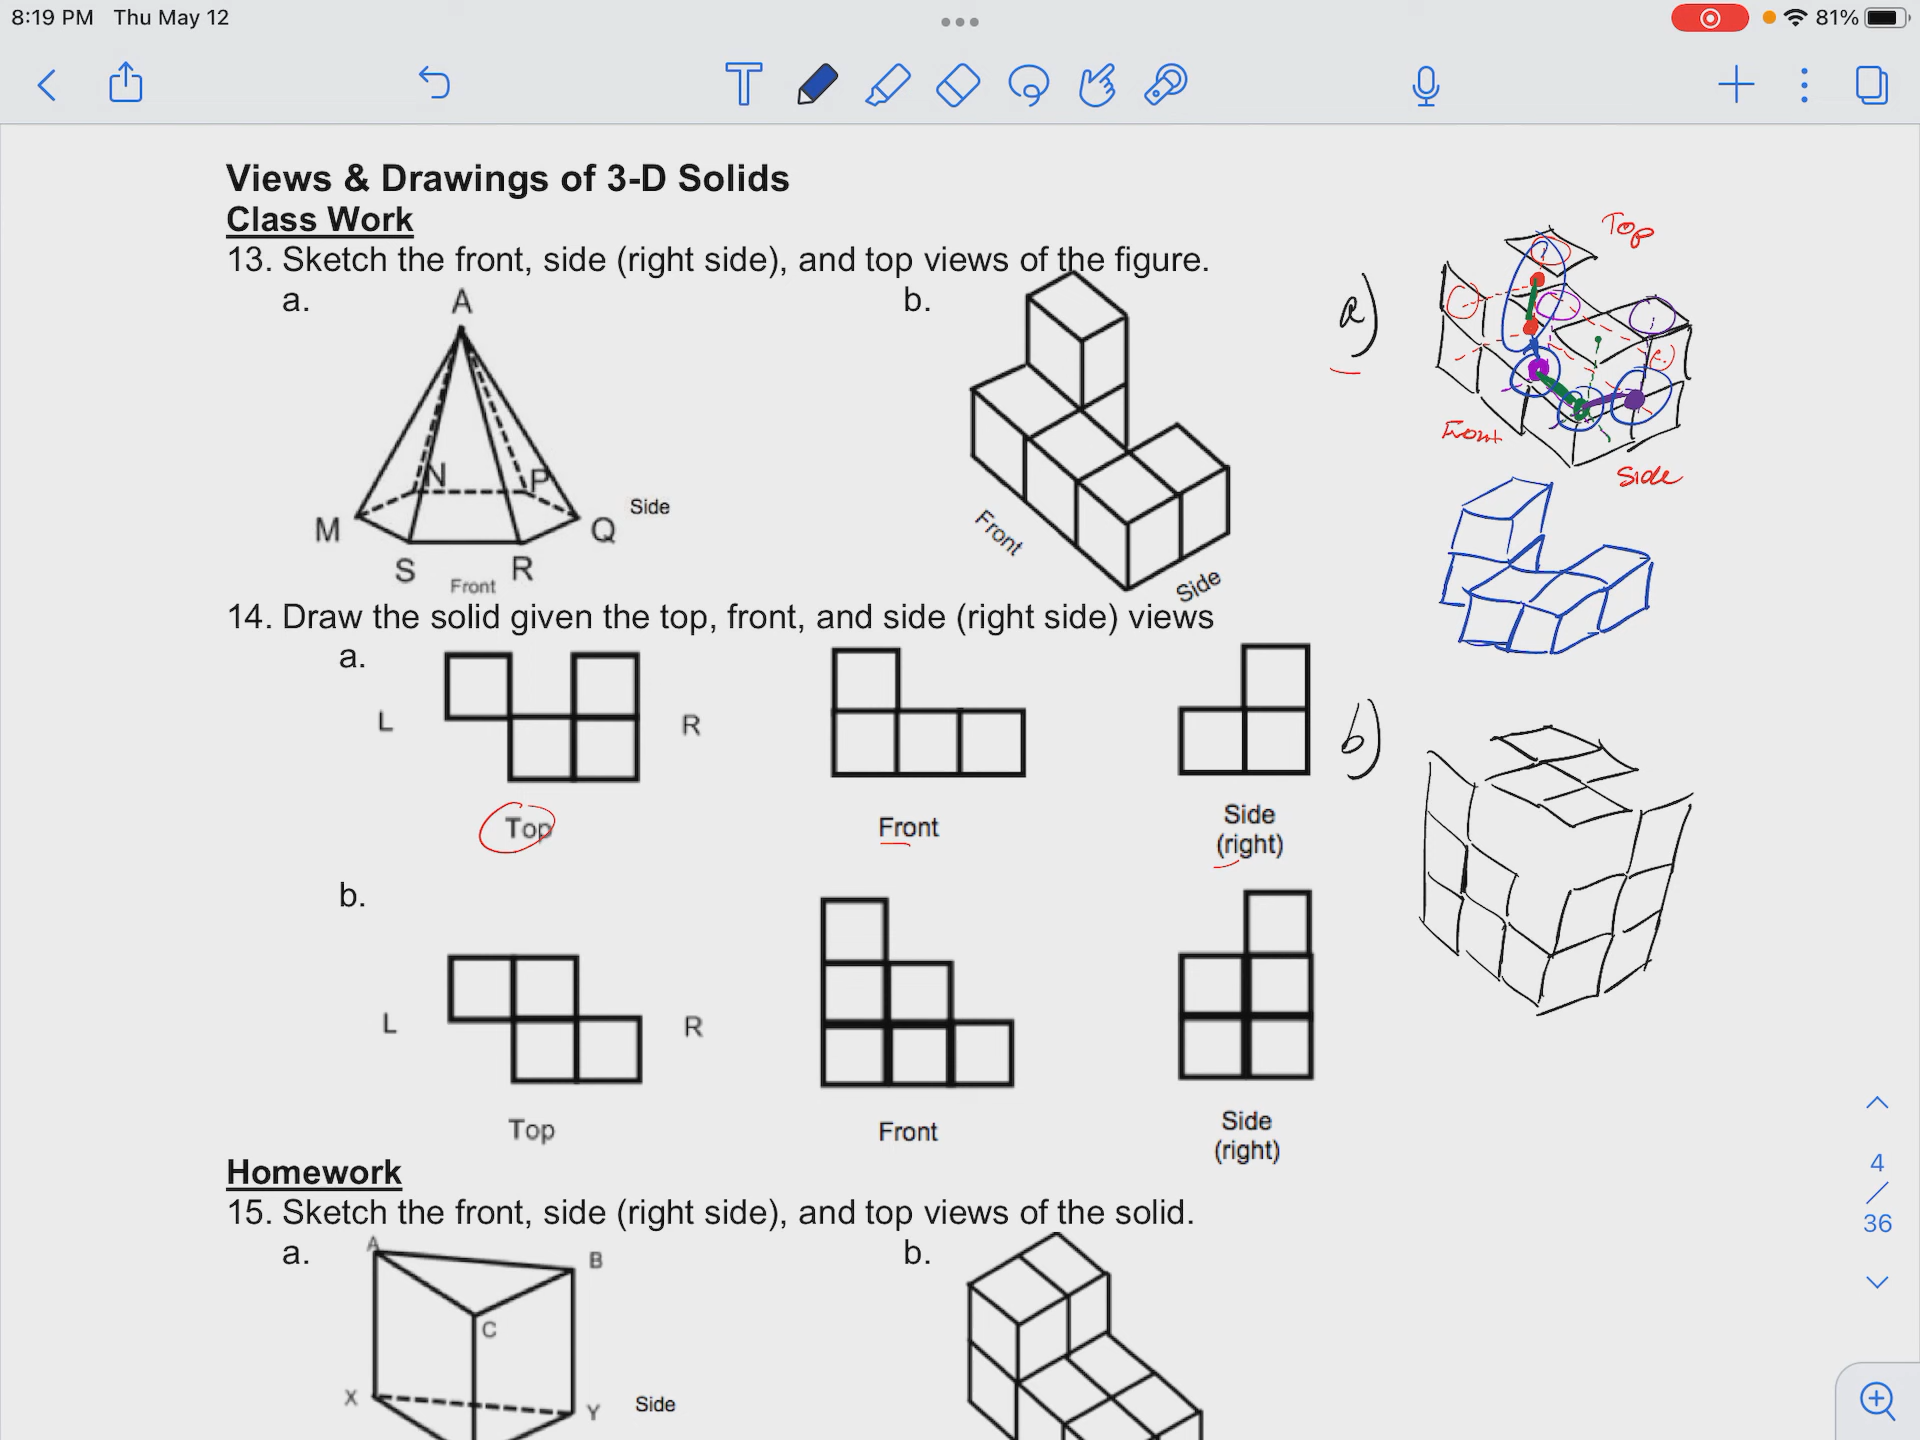 8:19 PM Thu May 12
81%
Views & Drawings of 3-D Solids
Class Work
13. Sketch the front, side (right side), and top views of the figure.
a.
b.
A
N
P
M
Q
S
R
Side
Front
Front
Side
a)
Top
Front
Side
14. Draw the solid given the top, front, and side (right side) views
a.
L
R
Top
Front
Side
(right)
b)
b.
L
R
Top
Front
Side
(right)
Homework
15. Sketch the front, side (right side), and top views of the solid.
a.
b.
A
B
C
X
Y
Side
4
/
36